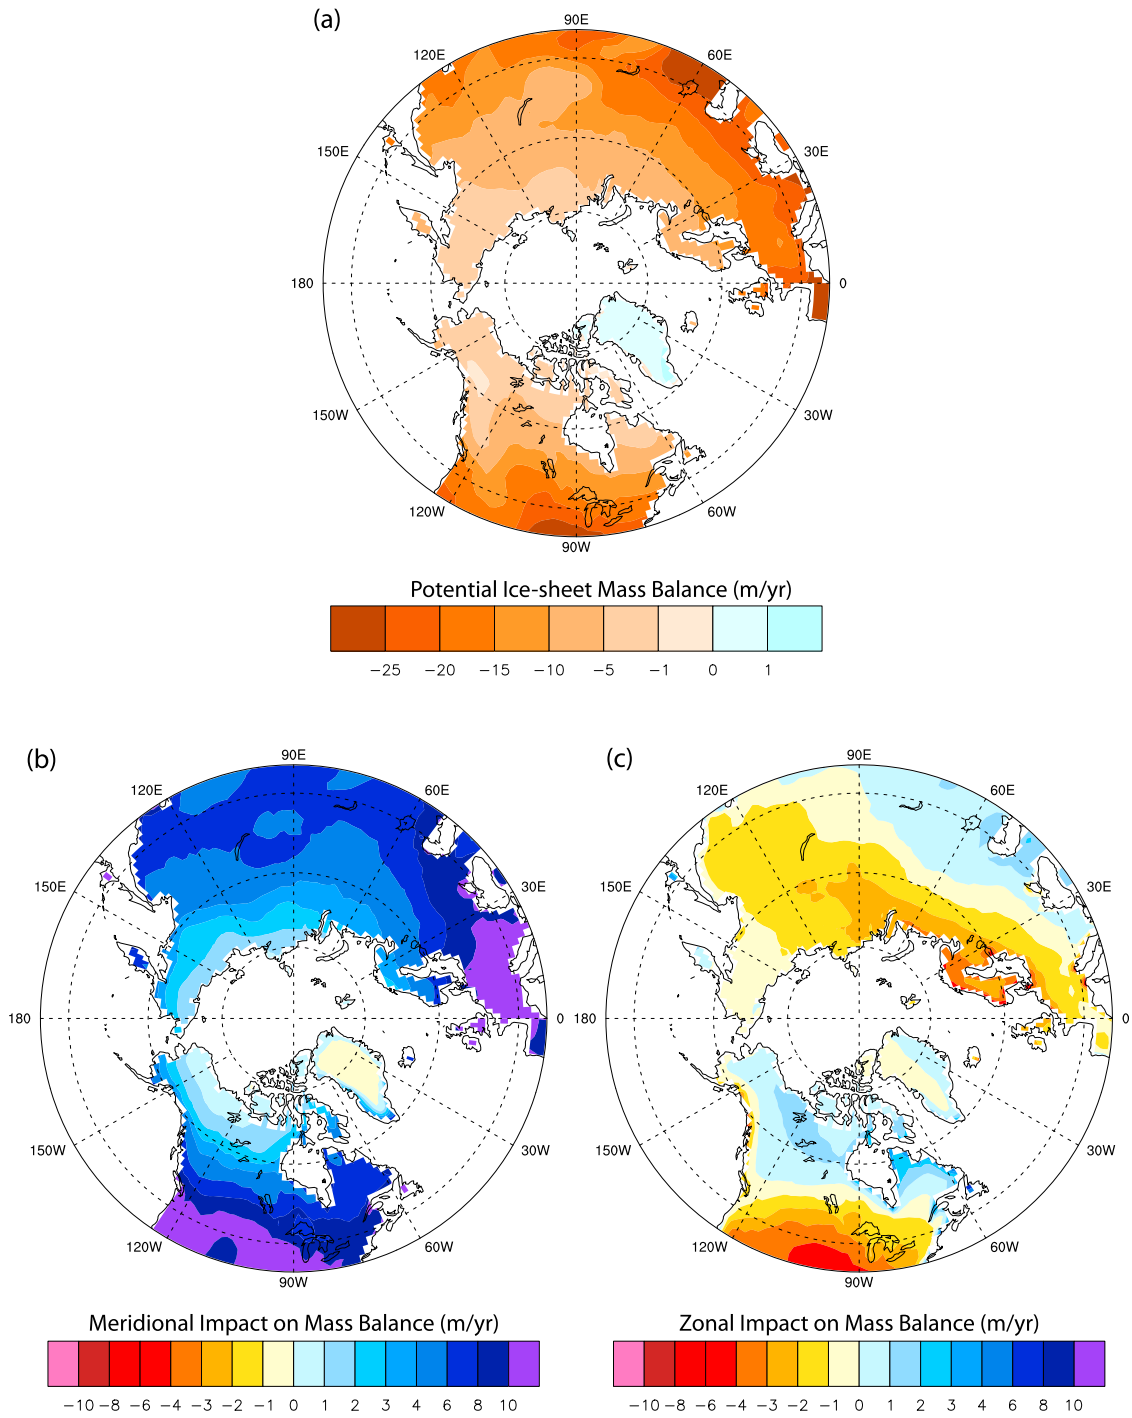 (a)
90E
120E
60E
150E
30E
180
0
150W
30W
120W
60W
90W
Potential Ice-sheet Mass Balance (m/yr)
−25 −20 −15 −10 −5 −1 0 1
(b)
90E
120E
60E
150E
30E
180
0
150W
30W
120W
60W
90W
Meridional Impact on Mass Balance (m/yr)
−10 −8 −6 −4 −3 −2 −1 0 1 2 3 4 6 8 10
(c)
90E
120E
60E
150E
30E
180
0
150W
30W
120W
60W
90W
Zonal Impact on Mass Balance (m/yr)
−10 −8 −6 −4 −3 −2 −1 0 1 2 3 4 6 8 10